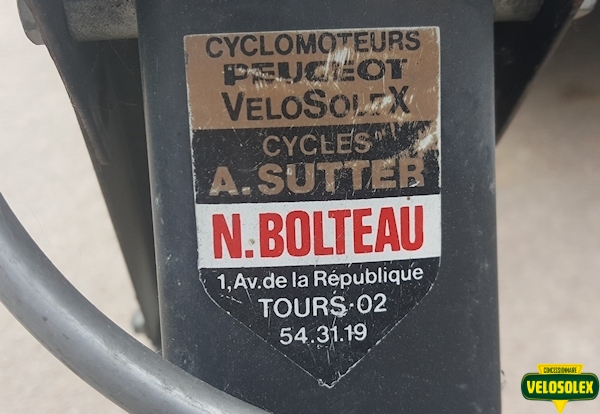 CYCLOMOTEURS
PEUGEOT
VELOSOLEX
CYCLES
A. SUTTER
N. BOLTEAU
1, Av. de la République
TOURS-02
54.31.19
CONCESSIONNAIRE
VELOSOLEX